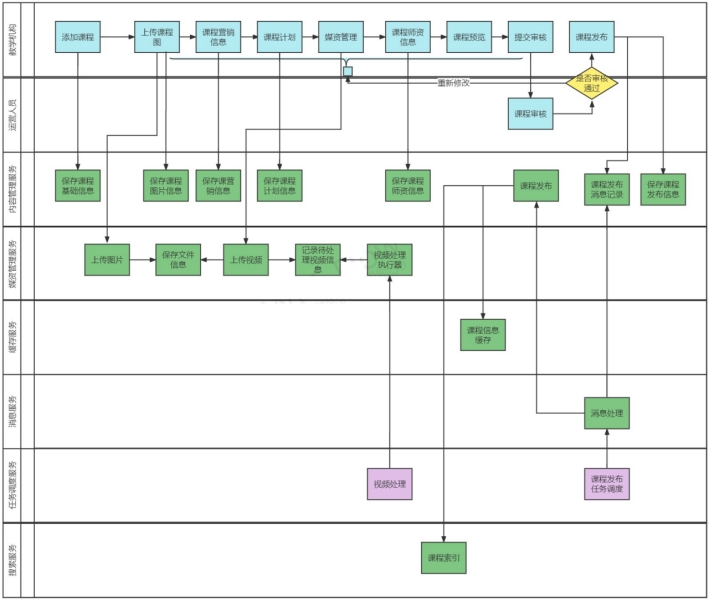 教学机构
添加课程
上传课程
图
课程营销
信息
课程计划
媒资管理
课程师资
信息
课程预览
提交审核
课程发布
运营人员
重新修改
是否审核
通过
课程审核
内容管理服务
保存课程
基础信息
保存课程
图片信息
保存课营
销信息
保存课程
计划信息
保存课程
师资信息
课程发布
课程发布
消息记录
保存课程
发布信息
媒资管理服务
上传图片
保存文件
信息
上传视频
记录待处
理视频信
息
视频处理
执行器
缓存服务
课程信息
缓存
消息服务
消息处理
任务调度服务
视频处理
课程发布
任务调度
搜索服务
课程索引